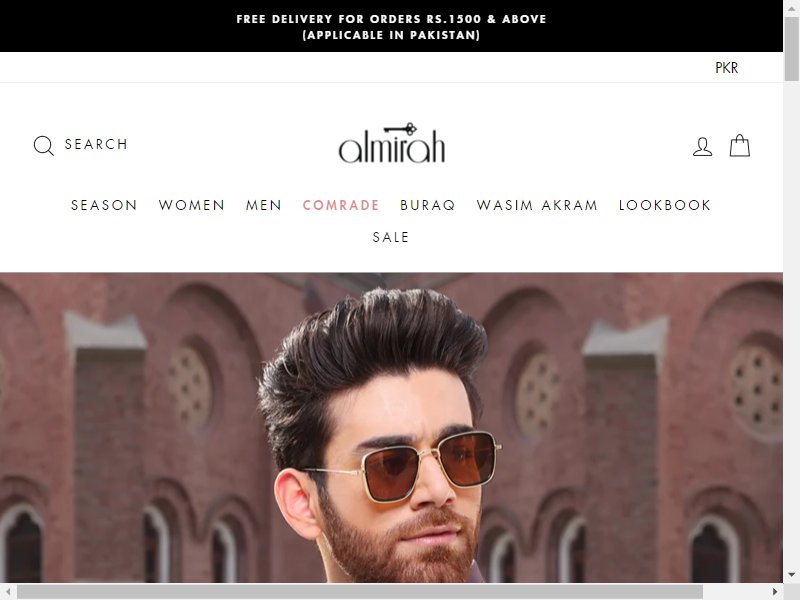 FREE DELIVERY FOR ORDERS RS.1500 & ABOVE
(APPLICABLE IN PAKISTAN)
PKR
SEARCH
almirah
SEASON WOMEN MEN COMRADE BURAQ WASIM AKRAM LOOKBOOK
SALE